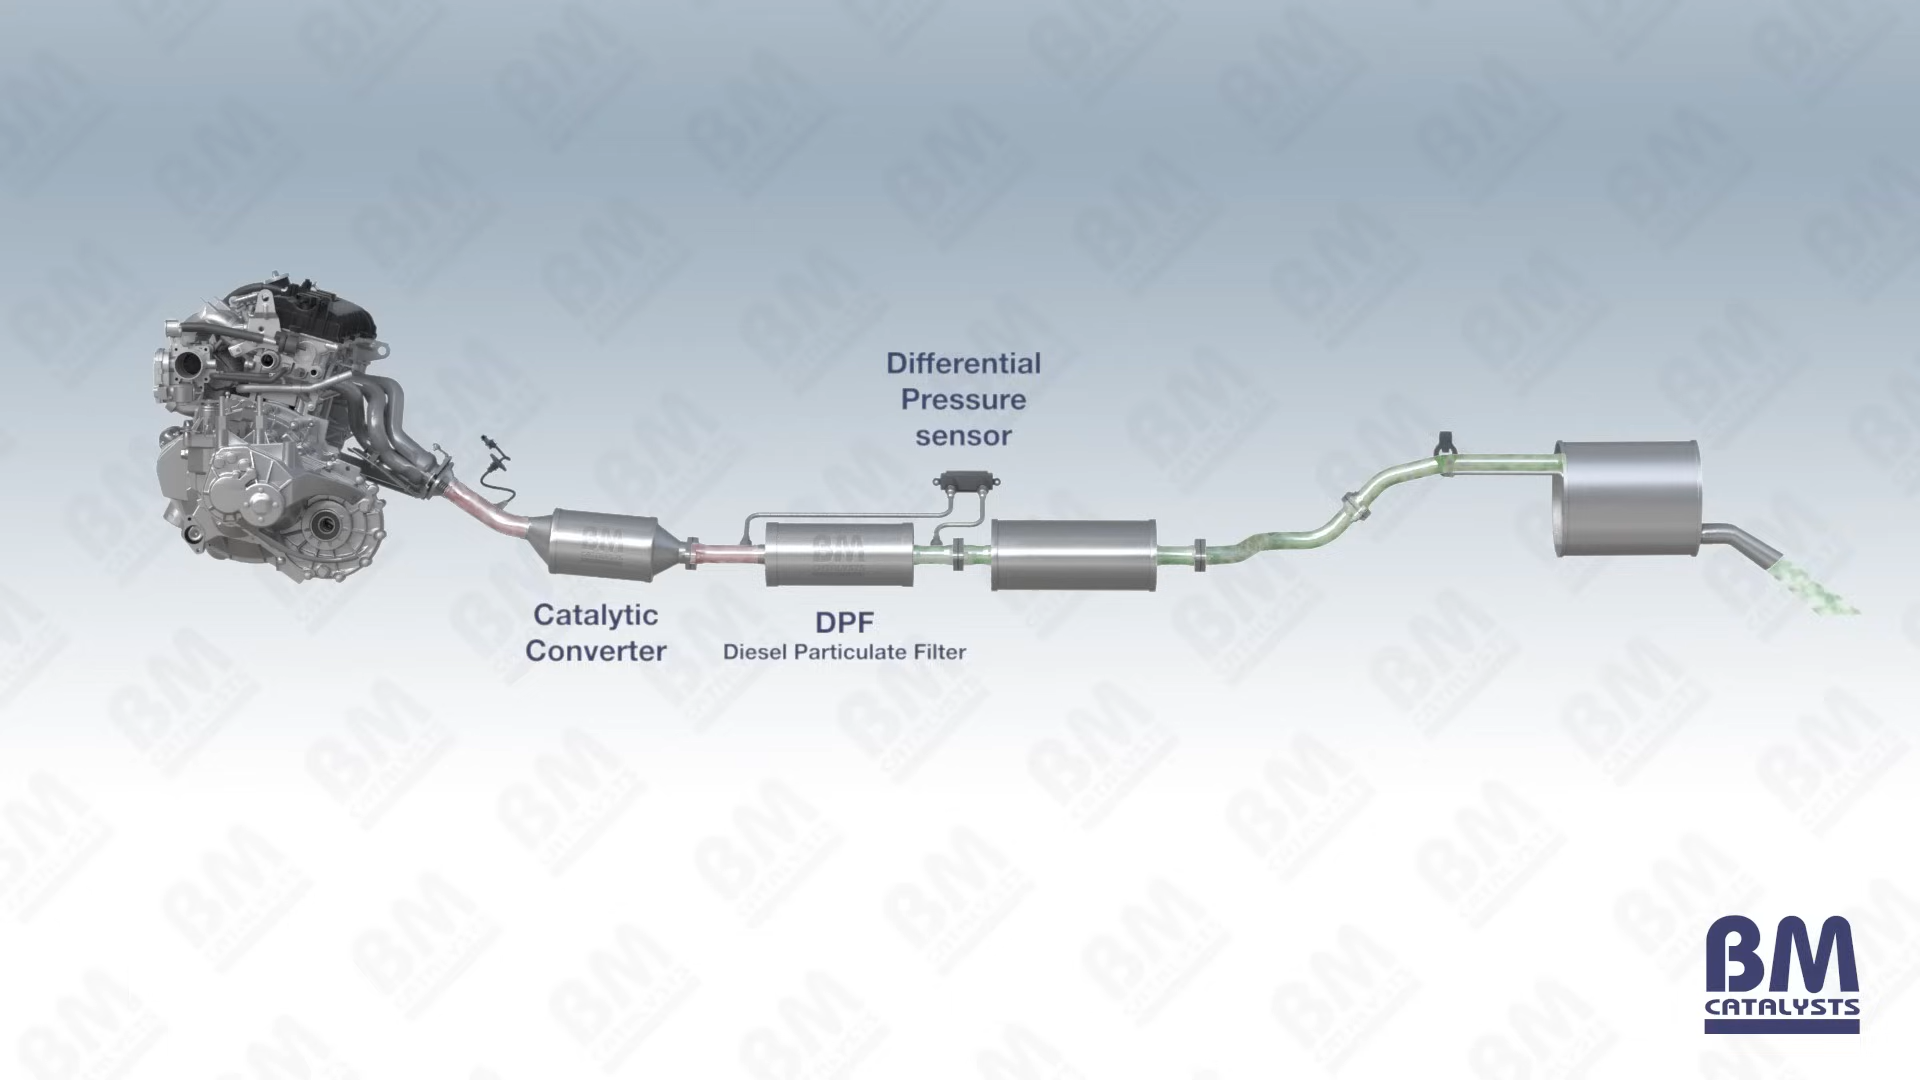 Differential
Pressure
sensor
Catalytic
Converter
DPF
Diesel Particulate Filter
BM
CATALYSTS